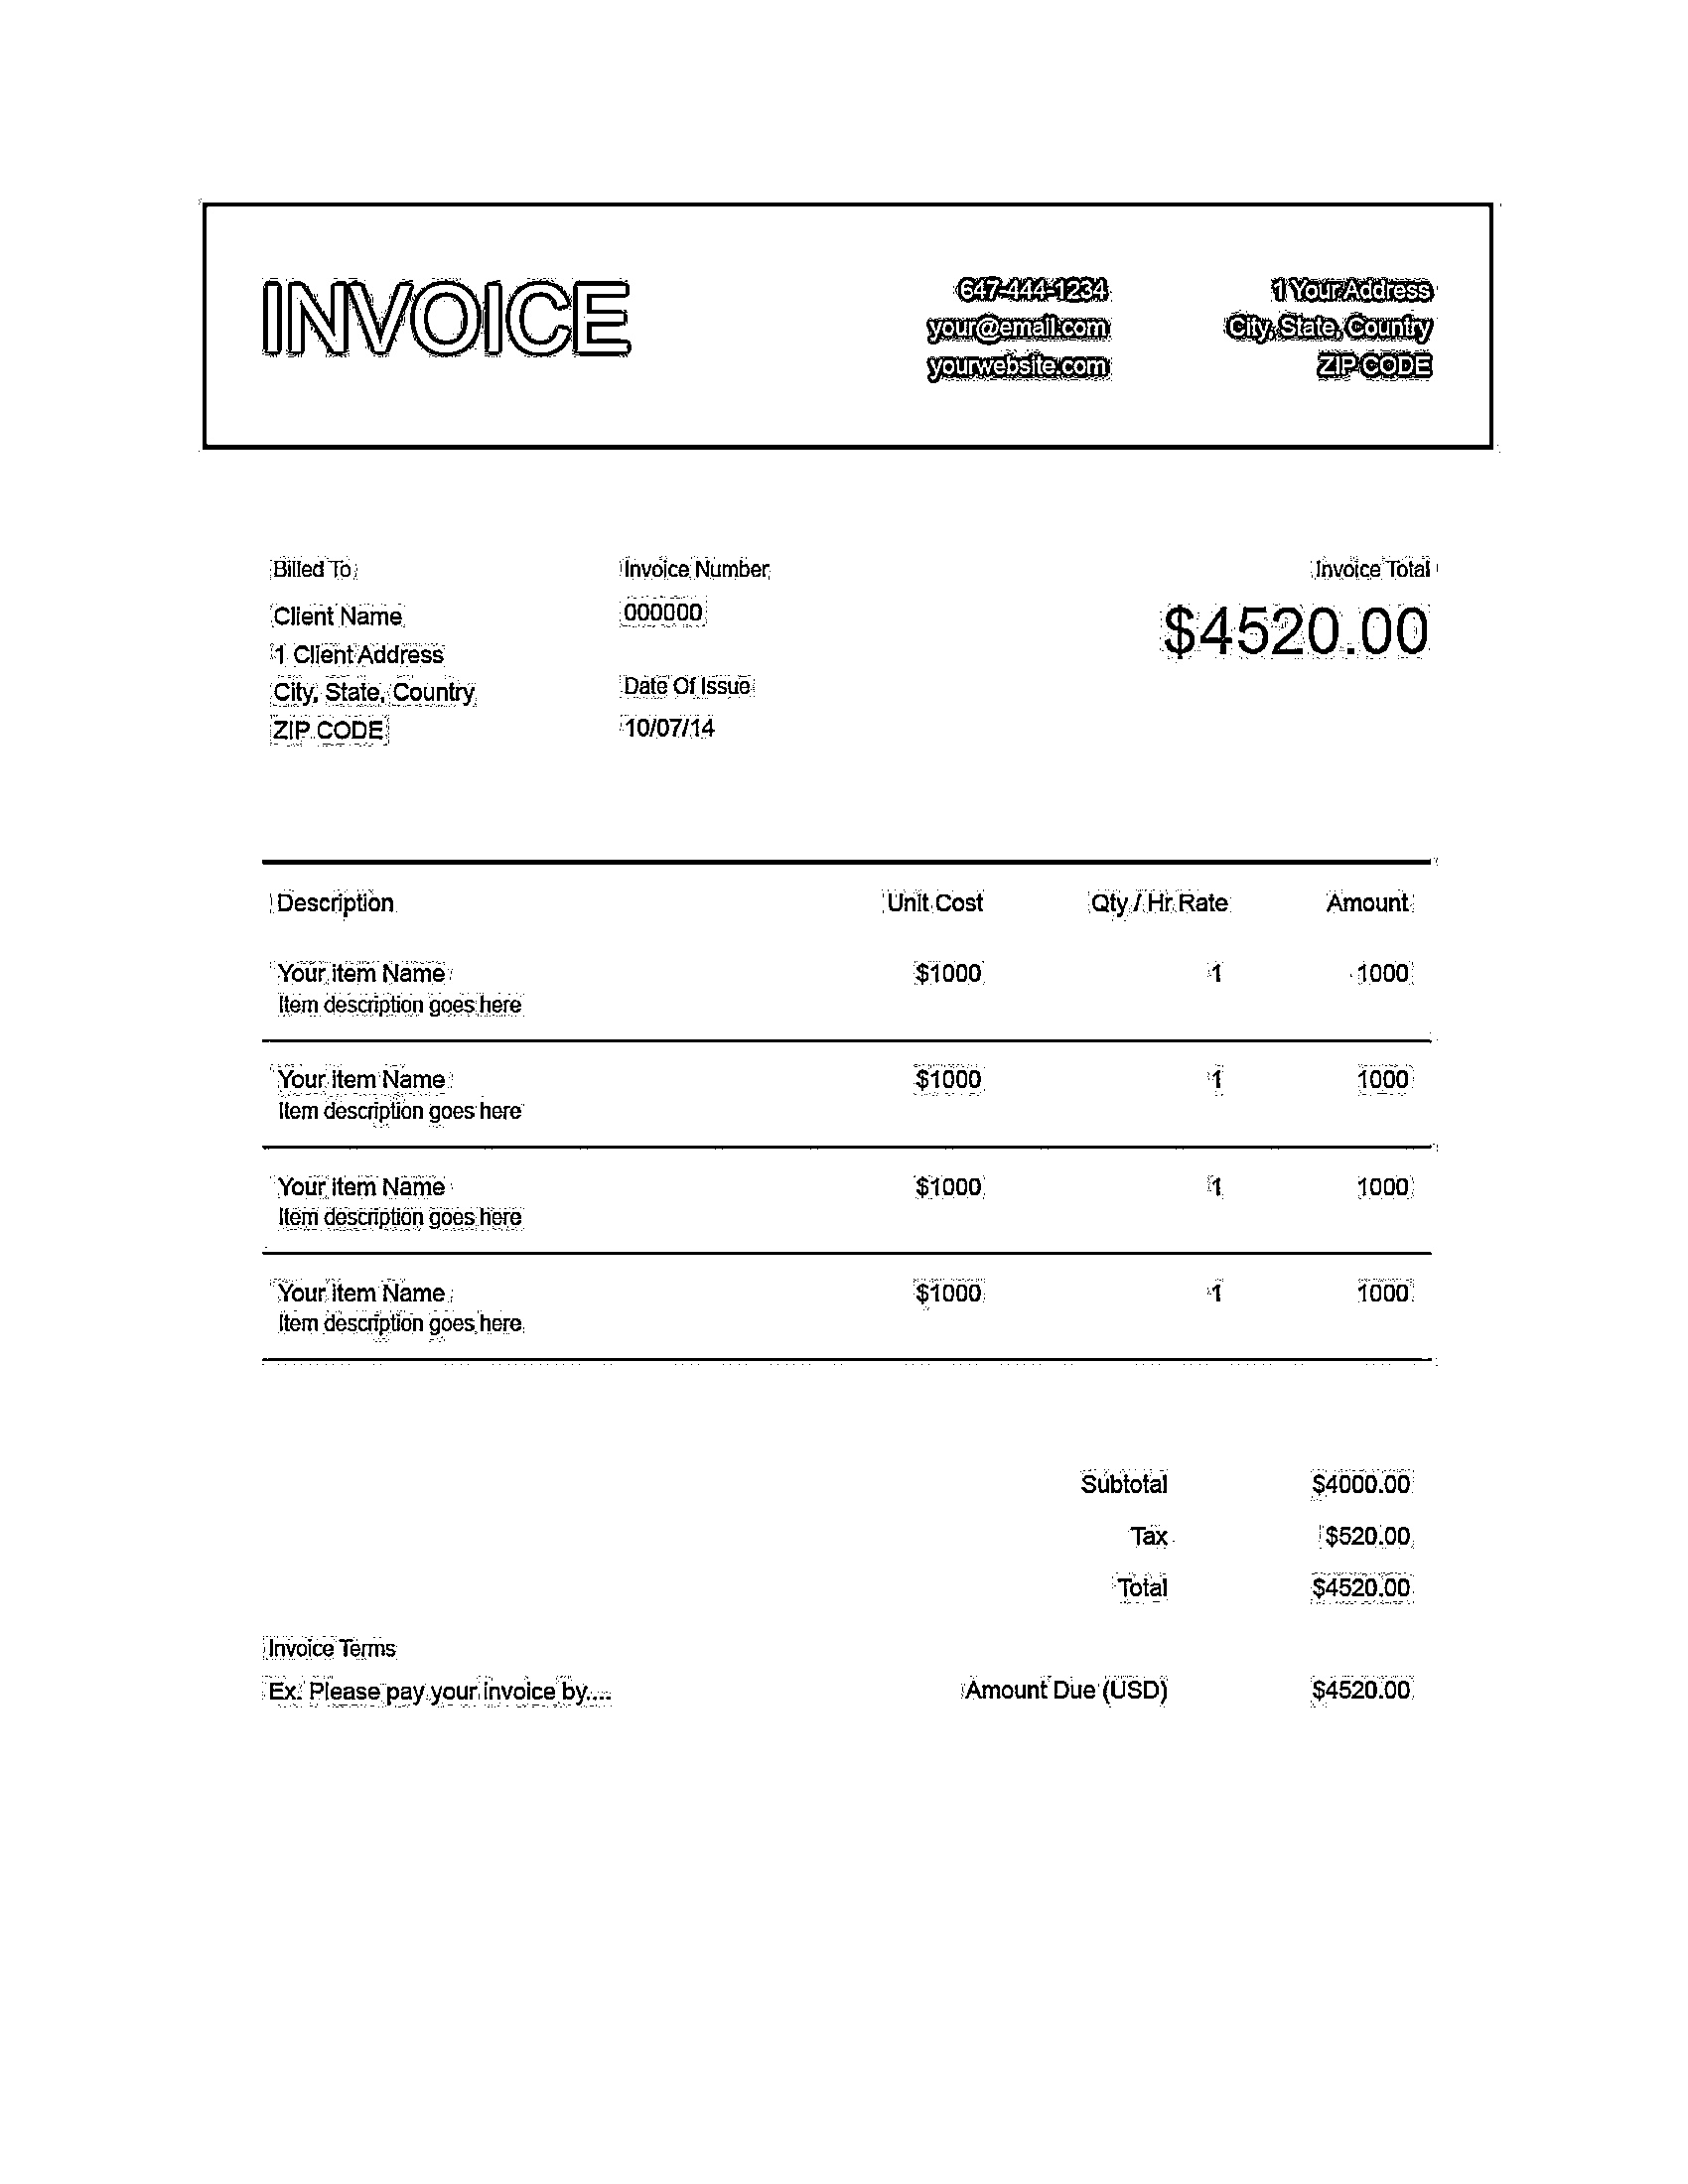 INVOICE
647-444-1234
your@email.com
yourwebsite.com
1 Your Address
City, State, Country
ZIP CODE
Billed To
Client Name
1 Client Address
City, State, Country
ZIP CODE
Invoice Number
000000
Date Of Issue
10/07/14
Invoice Total
$4520.00
Description Unit Cost Qty / Hr Rate Amount
Your item Name $1000 1 1000
Item description goes here
Your item Name $1000 1 1000
Item description goes here
Your item Name $1000 1 1000
Item description goes here
Your item Name $1000 1 1000
Item description goes here
Subtotal $4000.00
Tax $520.00
Total $4520.00
Invoice Terms
Ex. Please pay your invoice by.... Amount Due (USD) $4520.00